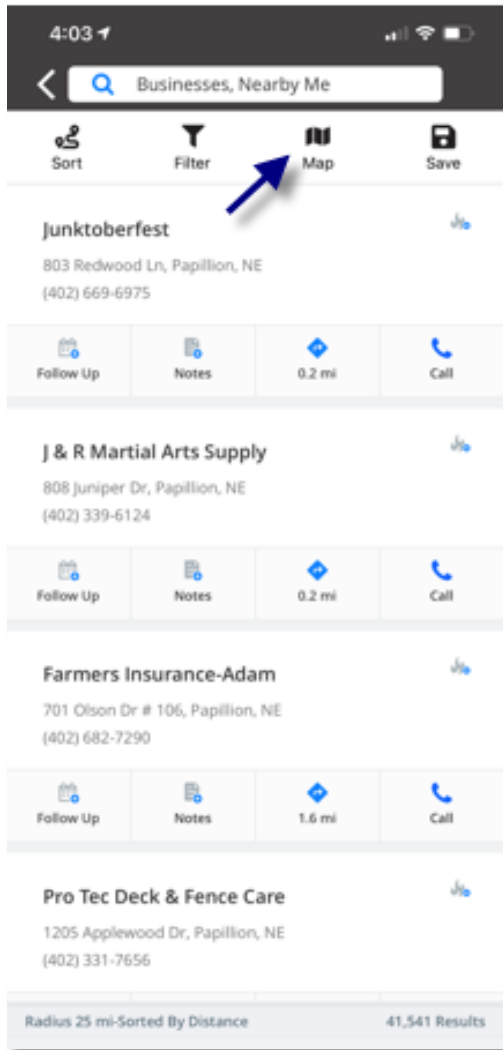 4:03
Businesses, Nearby Me
Sort Filter Map Save
Junktoberfest
803 Redwood Ln, Papillion, NE
(402) 669-6975
Follow Up Notes 0.2 mi Call
J & R Martial Arts Supply
808 Juniper Dr, Papillion, NE
(402) 339-6124
Follow Up Notes 0.2 mi Call
Farmers Insurance-Adam
701 Olson Dr # 106, Papillion, NE
(402) 682-7290
Follow Up Notes 1.6 mi Call
Pro Tec Deck & Fence Care
1205 Applewood Dr, Papillion, NE
(402) 331-7656
Radius 25 mi-Sorted By Distance 41,541 Results